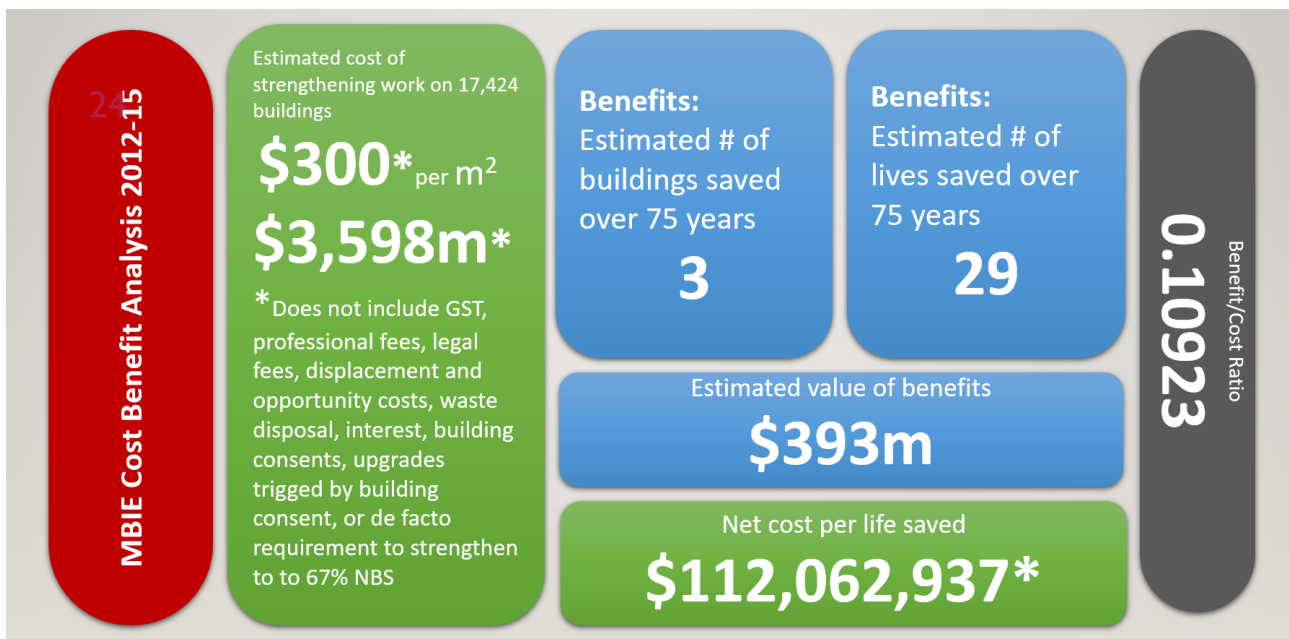 24
MBIE Cost Benefit Analysis 2012-15
Estimated cost of
strengthening work on 17,424
buildings
$300* per m²
$3,598m*
*Does not include GST,
professional fees, legal
fees, displacement and
opportunity costs, waste
disposal, interest, building
consents, upgrades
trigged by building
consent, or de facto
requirement to strengthen
to to 67% NBS
Benefits:
Estimated # of
buildings saved
over 75 years
3
Benefits:
Estimated # of
lives saved over
75 years
29
Estimated value of benefits
$393m
Net cost per life saved
$112,062,937*
Benefit/Cost Ratio
0.10923